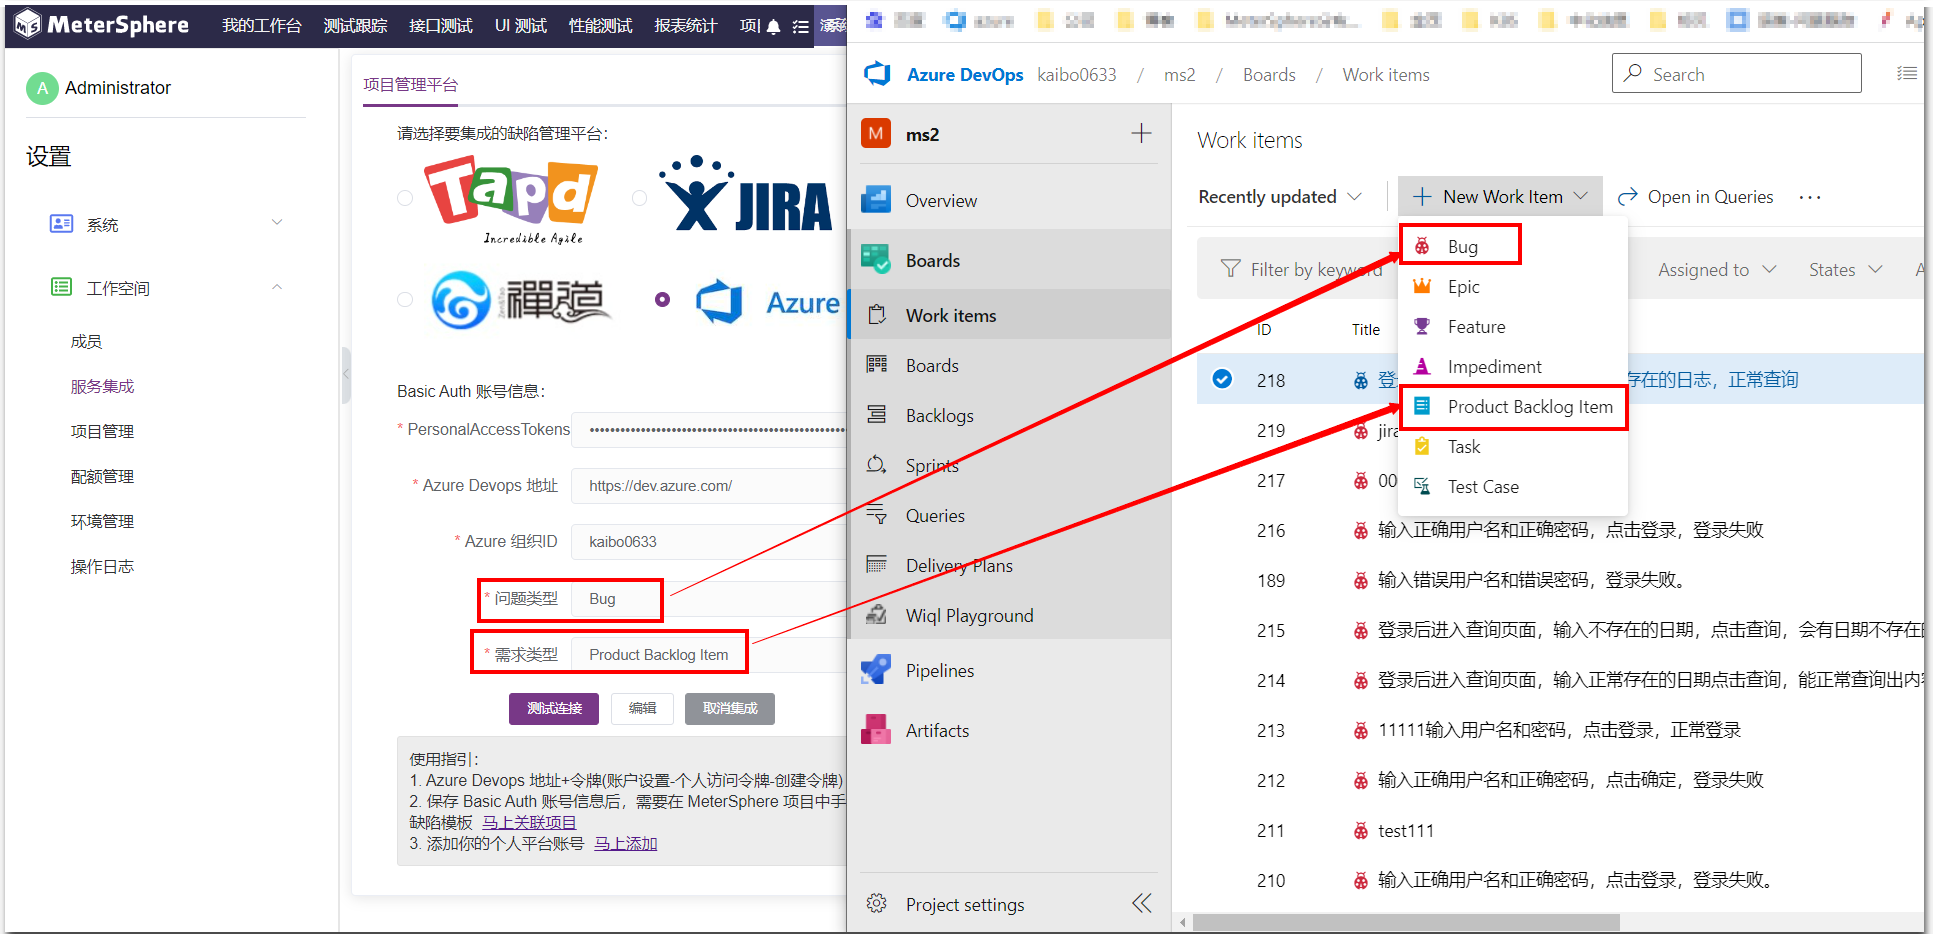 MeterSphere
我的工作台
测试跟踪
接口测试
UI 测试
性能测试
报表统计
A
Administrator
设置
系统
工作空间
成员
服务集成
项目管理
配额管理
环境管理
操作日志
项目管理平台
请选择要集成的缺陷管理平台：
Tapd
Incredible Agile
JIRA
禅道
Azure
Basic Auth 账号信息：
* PersonalAccessTokens
* Azure Devops 地址
https://dev.azure.com/
* Azure 组织ID
kaibo0633
* 问题类型
Bug
* 需求类型
Product Backlog Item
测试连接
编辑
取消集成
使用指引：
1. Azure Devops 地址+令牌(账户设置-个人访问令牌-创建令牌)
2. 保存 Basic Auth 账号信息后，需要在 MeterSphere 项目中手
缺陷模板 马上关联项目
3. 添加你的个人平台账号 马上添加
Azure DevOps
kaibo0633 / ms2 / Boards / Work items
Search
M
ms2
Overview
Boards
Work items
Boards
Backlogs
Sprints
Queries
Delivery Plans
Wiql Playground
Pipelines
Artifacts
Project settings
Work items
Recently updated
New Work Item
Open in Queries
Filter by keyword
Assigned to
States
Bug
Epic
Feature
Impediment
Product Backlog Item
Task
Test Case
ID
Title
218
存在的日志，正常查询
219
jira
217
00
216
输入正确用户名和正确密码，点击登录，登录失败
189
输入错误用户名和错误密码，登录失败。
215
登录后进入查询页面，输入不存在的日期，点击查询，会有日期不存在
214
登录后进入查询页面，输入正常存在的日期点击查询，能正常查询出内
213
11111输入用户名和密码，点击登录，正常登录
212
输入正确用户名和正确密码，点击确定，登录失败
211
test111
210
输入正确用户名和正确密码，点击登录，登录失败。